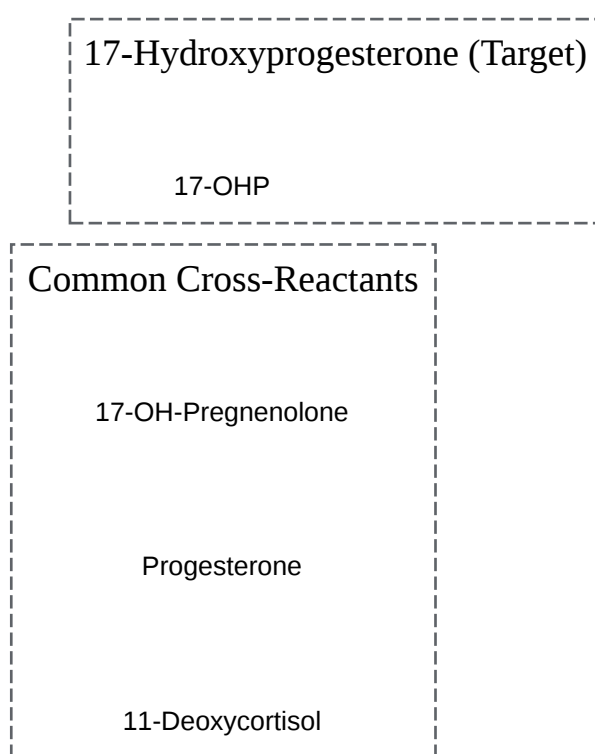 17-Hydroxyprogesterone (Target)
17-OHP
Common Cross-Reactants
17-OH-Pregnenolone
Progesterone
11-Deoxycortisol